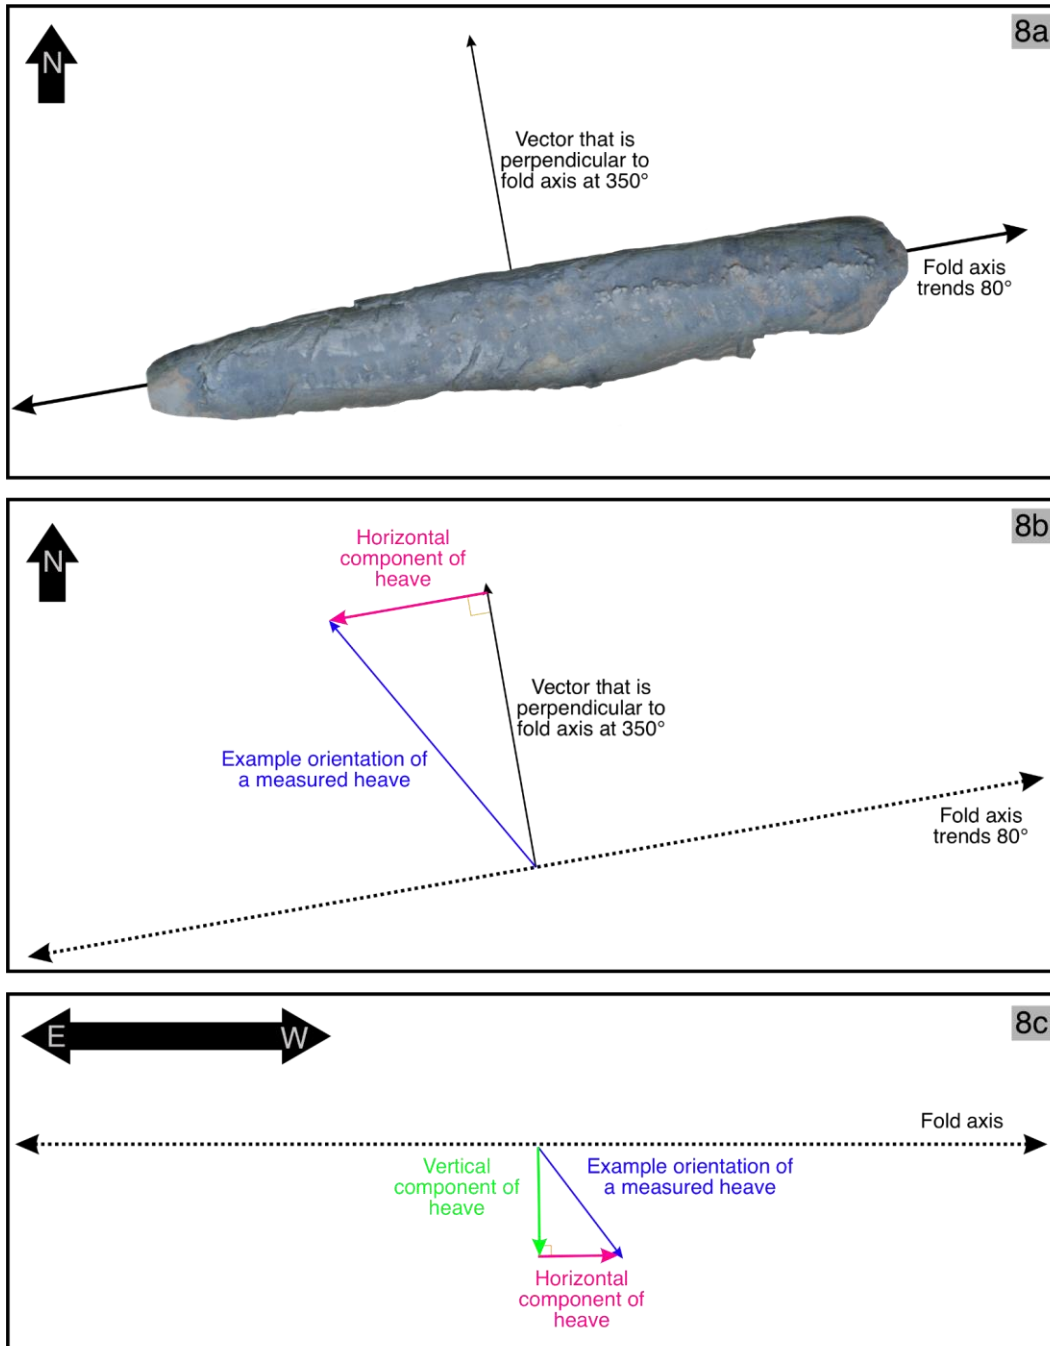 8a
N
Vector that is
perpendicular to
fold axis at 350°
Fold axis
trends 80°
8b
N
Horizontal
component of
heave
Vector that is
perpendicular to
fold axis at 350°
Example orientation of
a measured heave
Fold axis
trends 80°
8c
E W
Fold axis
Vertical
component of
heave
Example orientation of
a measured heave
Horizontal
component of
heave